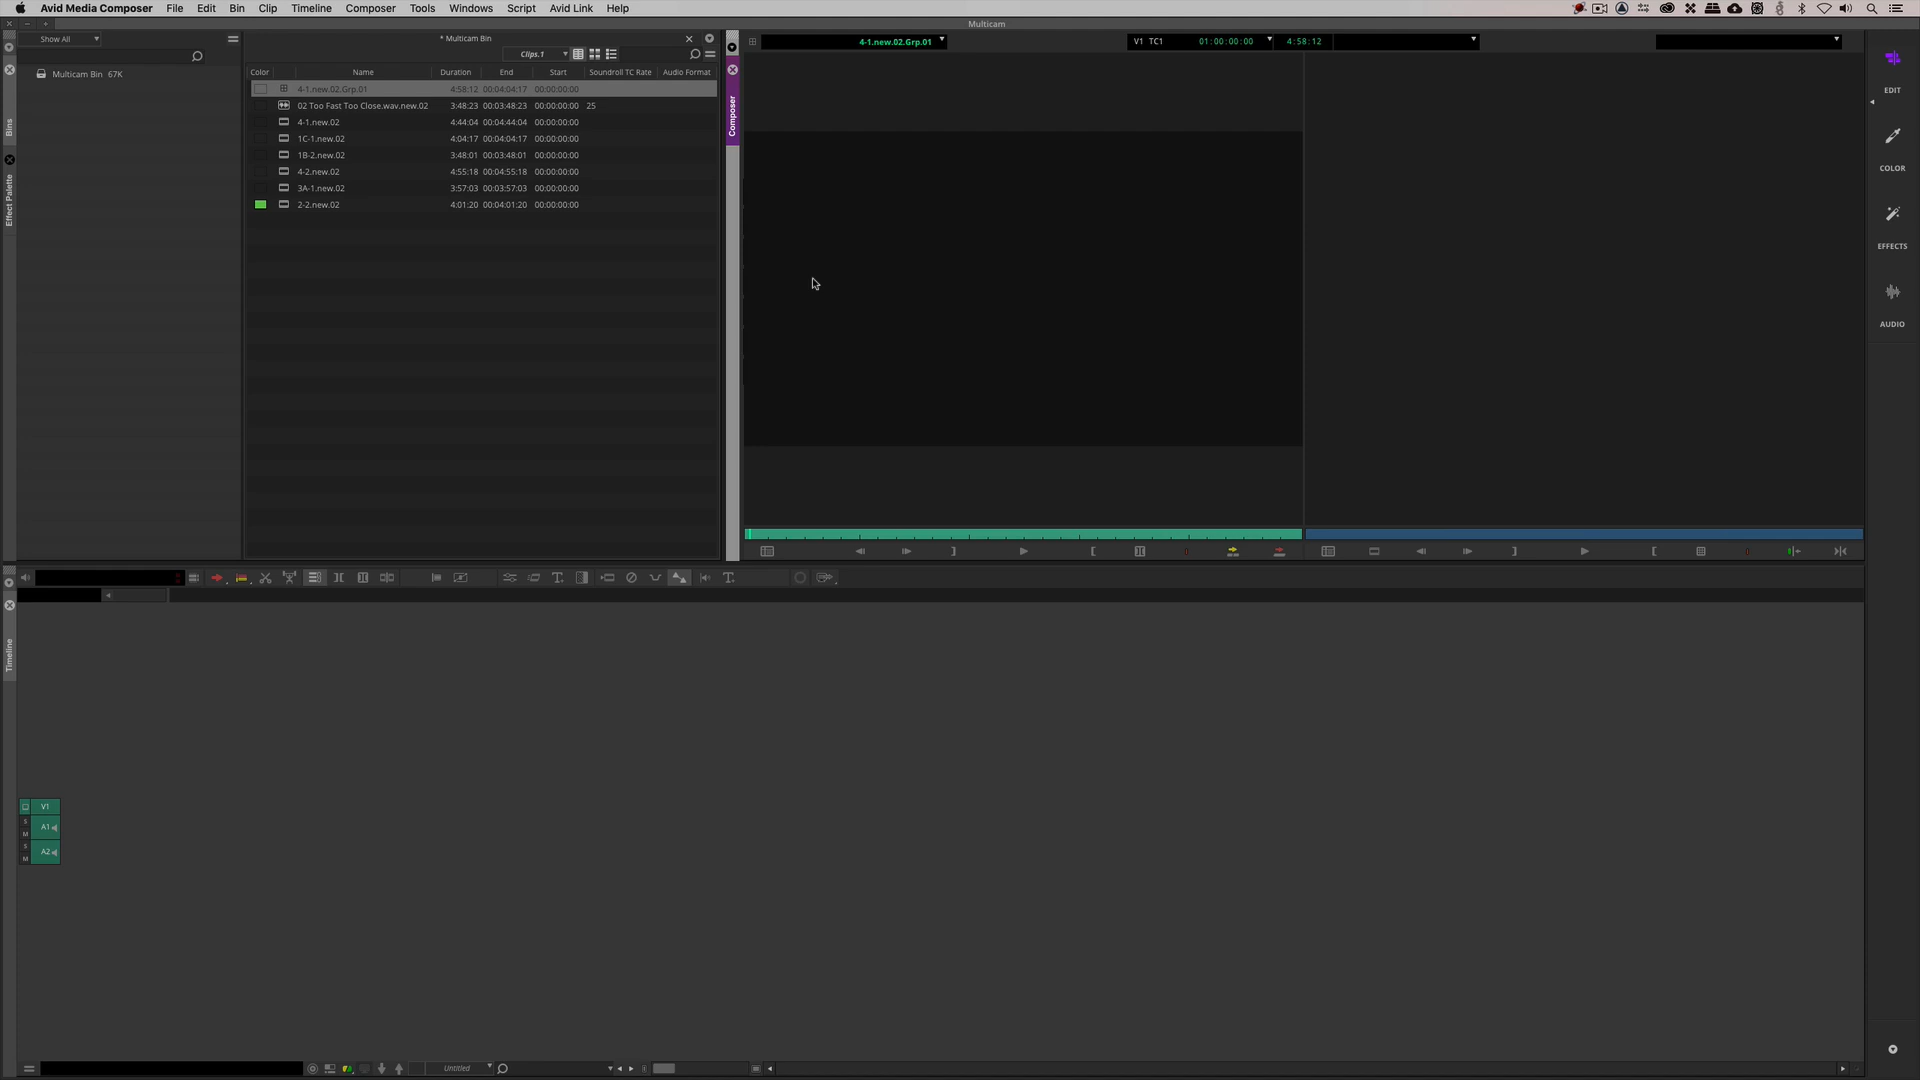 Avid Media Composer File Edit Bin Clip Timeline Composer Tools Windows Script Avid Link Help
Multicam
Show All
Multicam Bin 67K
Bins
Effect Palette
* Multicam Bin
Clips.1
Color Name Duration End Start Soundroll TC Rate Audio Format
4-1.new.02.Grp.01 4:58:12 00:04:04:17 00:00:00:00
02 Too Fast Too Close.wav.new.02 3:48:23 00:03:48:23 00:00:00:00 25
4-1.new.02 4:44:04 00:04:44:04 00:00:00:00
1C-1.new.02 4:04:17 00:04:04:17 00:00:00:00
1B-2.new.02 3:48:01 00:03:48:01 00:00:00:00
4-2.new.02 4:55:18 00:04:55:18 00:00:00:00
3A-1.new.02 3:57:03 00:03:57:03 00:00:00:00
2-2.new.02 4:01:20 00:04:01:20 00:00:00:00
Composer
4-1.new.02.Grp.01 V1 TC1 01:00:00:00 4:58:12
EDIT
COLOR
EFFECTS
AUDIO
Timeline
V1
S
M
A1
S
M
A2
Untitled